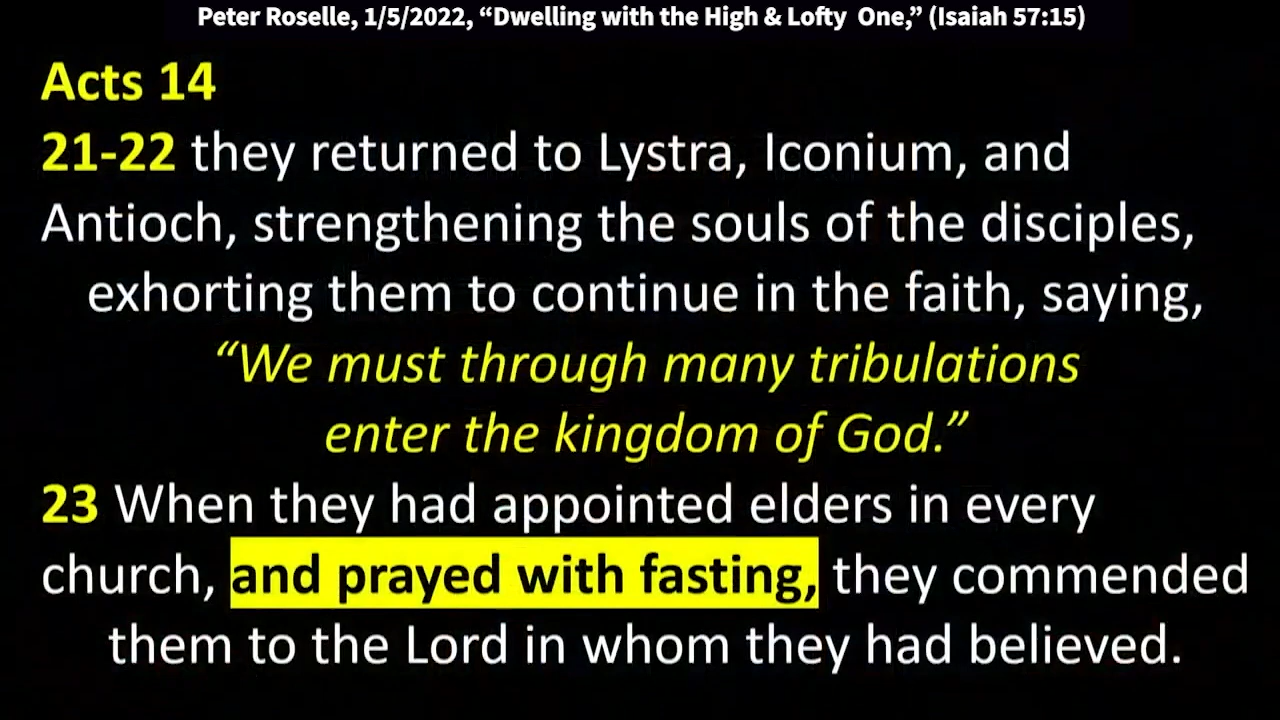 Peter Roselle, 1/5/2022, “Dwelling with the High & Lofty One,” (Isaiah 57:15)
Acts 14
21-22 they returned to Lystra, Iconium, and
Antioch, strengthening the souls of the disciples,
exhorting them to continue in the faith, saying,
“We must through many tribulations
enter the kingdom of God.”
23 When they had appointed elders in every
church, and prayed with fasting, they commended
them to the Lord in whom they had believed.